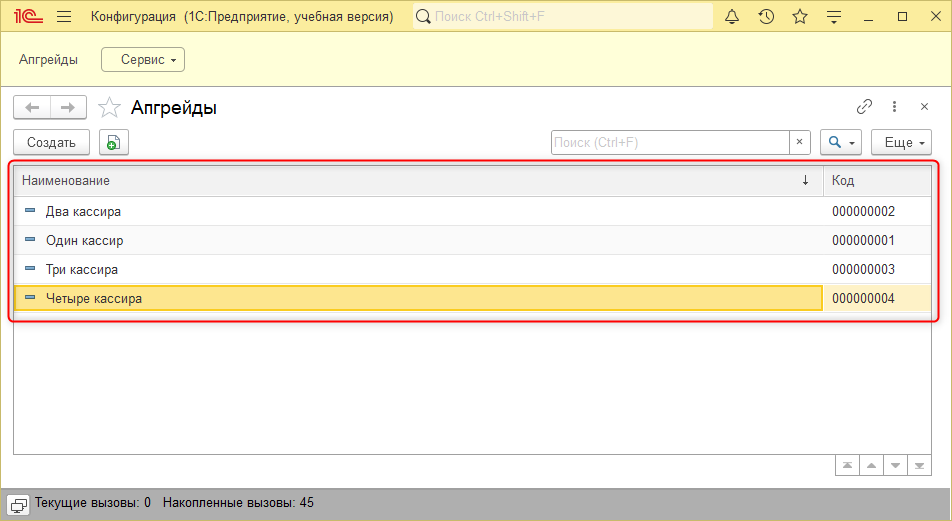 1С Конфигурация (1С:Предприятие, учебная версия) Поиск Ctrl+Shift+F
Апгрейды Сервис
Апгрейды
Создать Поиск (Ctrl+F) × Еще
Наименование ↓ Код
Два кассира 000000002
Один кассир 000000001
Три кассира 000000003
Четыре кассира 000000004
Текущие вызовы: 0 Накопленные вызовы: 45